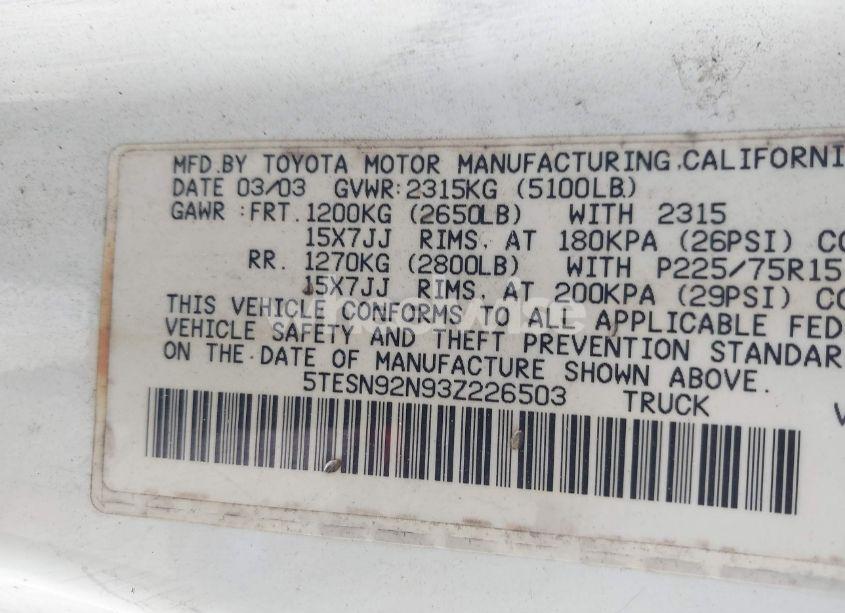 MFD.BY TOYOTA MOTOR MANUFACTURING,CALIFORNI
DATE 03/03 GVWR:2315KG (5100LB)
GAWR :FRT. 1200KG (2650LB) WITH 2315
15X7JJ RIMS, AT 180KPA (26PSI) CO
RR. 1270KG (2800LB) WITH P225/75R15
15X7JJ RIMS, AT 200KPA (29PSI) CO
THIS VEHICLE CONFORMS TO ALL APPLICABLE FED
VEHICLE SAFETY AND THEFT PREVENTION STANDAR
ON THE DATE OF MANUFACTURE SHOWN ABOVE.
5TESN92N93Z226503 TRUCK V